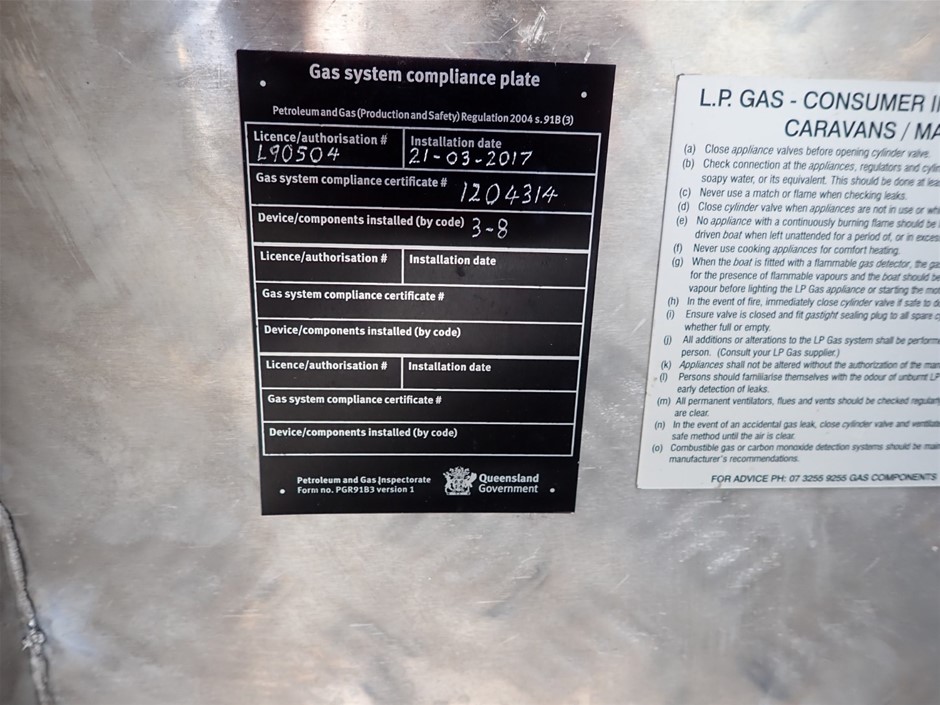 Gas system compliance plate
Petroleum and Gas (Production and Safety) Regulation 2004 s.91B (3)
Licence/authorisation #
L90504
Installation date
21-03-2017
Gas system compliance certificate # 1204314
Device/components installed (by code) 3-8
Licence/authorisation #
Installation date
Gas system compliance certificate #
Device/components installed (by code)
Licence/authorisation #
Installation date
Gas system compliance certificate #
Device/components installed (by code)
Petroleum and Gas Inspectorate
Form no. PGR91B3 version 1
Queensland
Government
L.P. GAS - CONSUMER
CARAVANS /
(a) Close appliance valves before opening cylinder valve.
(b) Check connection at the appliances, regulators and
soapy water, or its equivalent. This should be done at
(c) Never use a match or flame when checking leaks.
(d) Close cylinder valve when appliances are not in use or
(e) No appliance with a continuously burning flame should be
driven boat when left unattended for a period of, or in
(f) Never use cooking appliances for comfort heating.
(g) When the boat is fitted with a flammable gas detector, the
for the presence of flammable vapours and the boat should
vapour before lighting the LP Gas appliance or starting the
(h) In the event of fire, immediately close cylinder valve if safe to
(i) Ensure valve is closed and fit gastight sealing plug to all spare
whether full or empty.
(j) All additions or alterations to the LP Gas system shall be
person. (Consult your LP Gas supplier.)
(k) Appliances shall not be altered without the authorization of the
(l) Persons should familiarise themselves with the odour of unburnt LP
early detection of leaks.
(m) All permanent ventilators, flues and vents should be checked
are clear.
(n) In the event of an accidental gas leak, close cylinder valve and
safe method until the air is clear.
(o) Combustible gas or carbon monoxide detection systems should be
manufacturer's recommendations.
FOR ADVICE PH: 07 3255 9255 GAS COMPONENTS